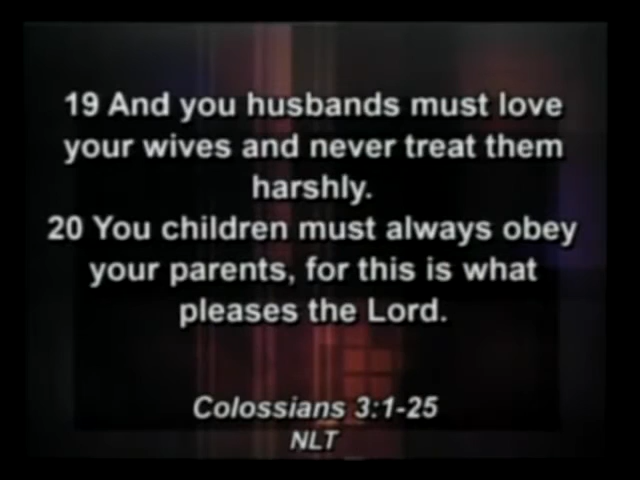 19 And you husbands must love
your wives and never treat them
harshly.
20 You children must always obey
your parents, for this is what
pleases the Lord.
Colossians 3:1-25
NLT